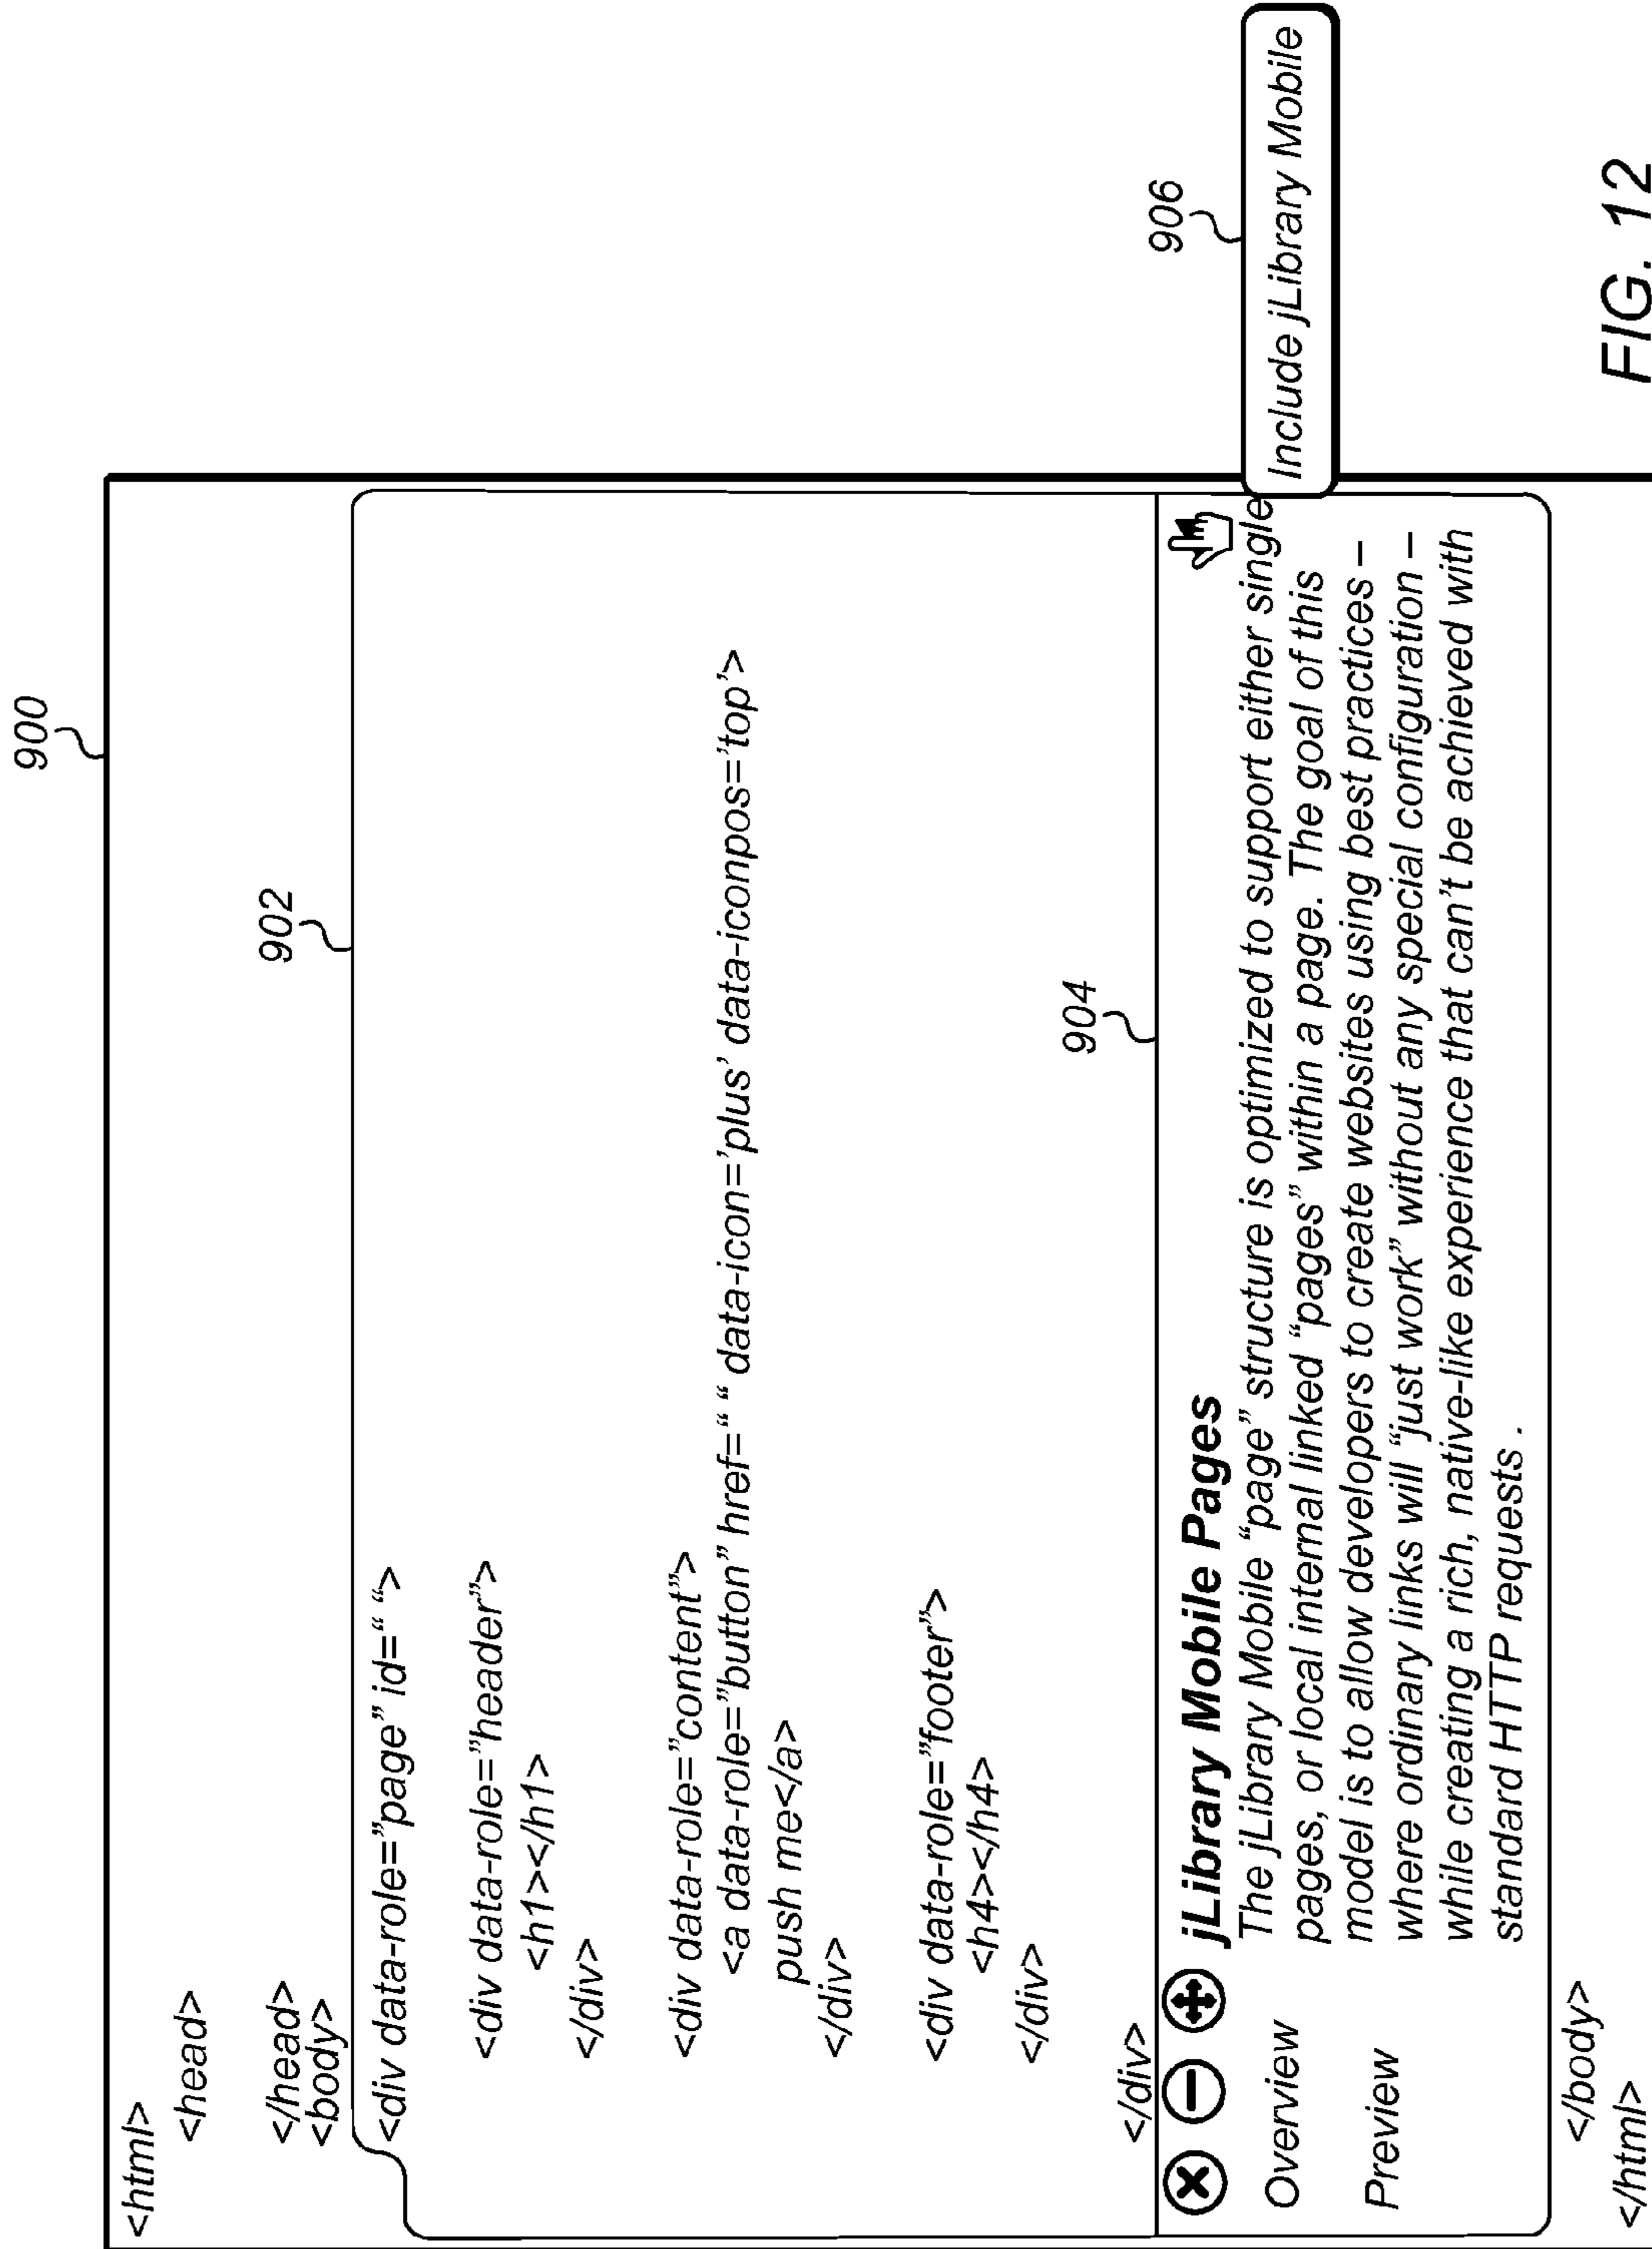 900
<html>
<head>
</head>
<body>
902
<div data-role=”page” id=“ “>
<div data-role=”header”>
<h1></h1>
</div>
<div data-role=”content”>
<a data-role=”button” href=“ “ data-icon=’plus’ data-iconpos=’top’>
push me</a>
</div>
<div data-role=”footer”>
<h4></h4>
</div>
904
</div>
906
jLibrary Mobile Pages
Include jLibrary Mobile
Overview
The jLibrary Mobile “page” structure is optimized to support either single
pages, or local internal linked “pages” within a page. The goal of this
model is to allow developers to create websites using best practices –
Preview
where ordinary links will “just work” without any special configuration –
while creating a rich, native-like experience that can’t be achieved with
standard HTTP requests .
</body>
</html>
FIG. 12